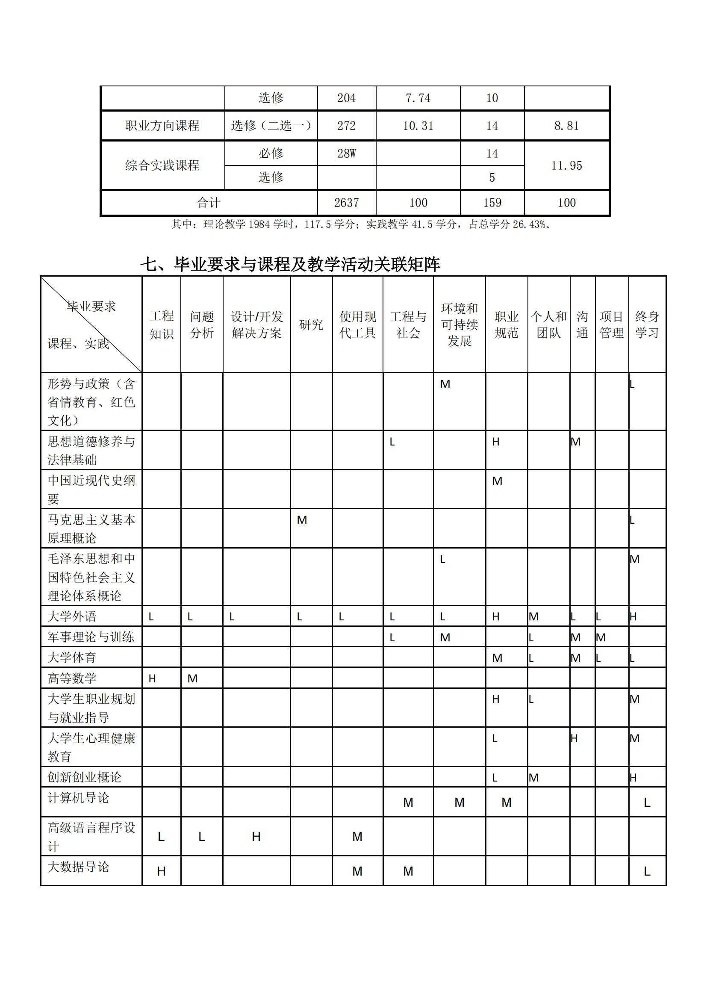 选修 204 7.74 10
职业方向课程 选修（二选一） 272 10.31 14 8.81
综合实践课程 必修 28W 14 11.95
选修 5
合计 2637 100 159 100
其中：理论教学 1984 学时，117.5 学分；实践教学 41.5 学分，占总学分 26.43%。
七、毕业要求与课程及教学活动关联矩阵
毕业要求
课程、实践
工程
知识
问题
分析
设计/开发
解决方案
研究
使用现
代工具
工程与
社会
环境和
可持续
发展
职业
规范
个人和
团队
沟
通
项目
管理
终身
学习
形势与政策（含 M L
省情教育、红色
文化）
思想道德修养与 L H M
法律基础
中国近现代史纲 M
要
马克思主义基本 M L
原理概论
毛泽东思想和中 L M
国特色社会主义
理论体系概论
大学外语 L L L L L L L H M L L H
军事理论与训练 L M L M M
大学体育 M L M L L
高等数学 H M
大学生职业规划 H L M
与就业指导
大学生心理健康 L H M
教育
创新创业概论 L M H
计算机导论 M M M L
高级语言程序设 L L H M
计
大数据导论 H M M L